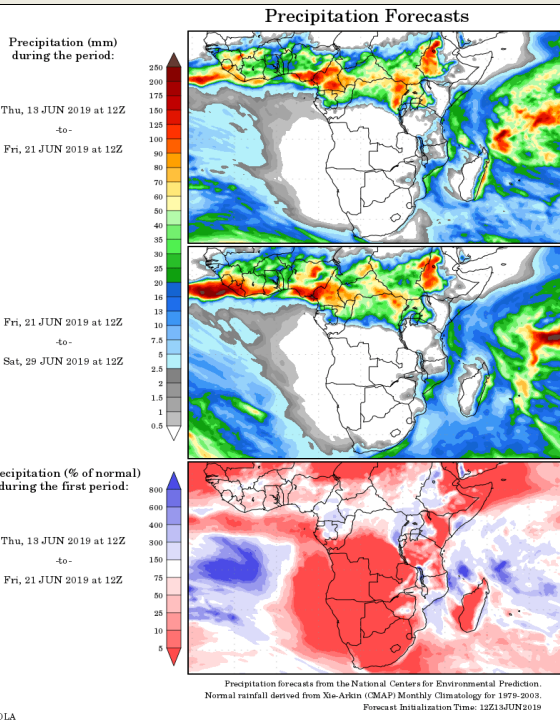 Precipitation Forecasts
Precipitation (mm)
during the period:
Thu, 13 JUN 2019 at 12Z
-to-
Fri, 21 JUN 2019 at 12Z
250
200
175
150
125
100
90
80
70
60
50
40
35
30
25
20
16
13
10
7.5
5
2.5
2
1.5
1
0.5
Fri, 21 JUN 2019 at 12Z
-to-
Sat, 29 JUN 2019 at 12Z
ecipitation (% of normal)
during the first period:
Thu, 13 JUN 2019 at 12Z
-to-
Fri, 21 JUN 2019 at 12Z
800
600
400
300
150
75
50
25
10
5
Precipitation forecasts from the National Centers for Environmental Prediction.
Normal rainfall derived from Xie-Arkin (CMAP) Monthly Climatology for 1979-2003.
Forecast Initialization Time: 12Z13JUN2019
OLA